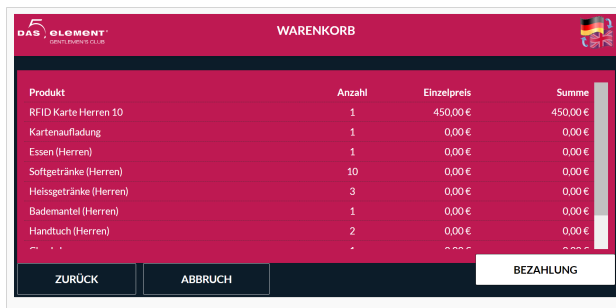 5
DAS ELEMENT
GENTLEMEN'S CLUB
WARENKORB
Produkt Anzahl Einzelpreis Summe
RFID Karte Herren 10 1 450,00 € 450,00 €
Kartenaufladung 1 0,00 € 0,00 €
Essen (Herren) 1 0,00 € 0,00 €
Softgetränke (Herren) 10 0,00 € 0,00 €
Heissgetränke (Herren) 3 0,00 € 0,00 €
Bademantel (Herren) 1 0,00 € 0,00 €
Handtuch (Herren) 2 0,00 € 0,00 €
ZURÜCK ABBRUCH BEZAHLUNG